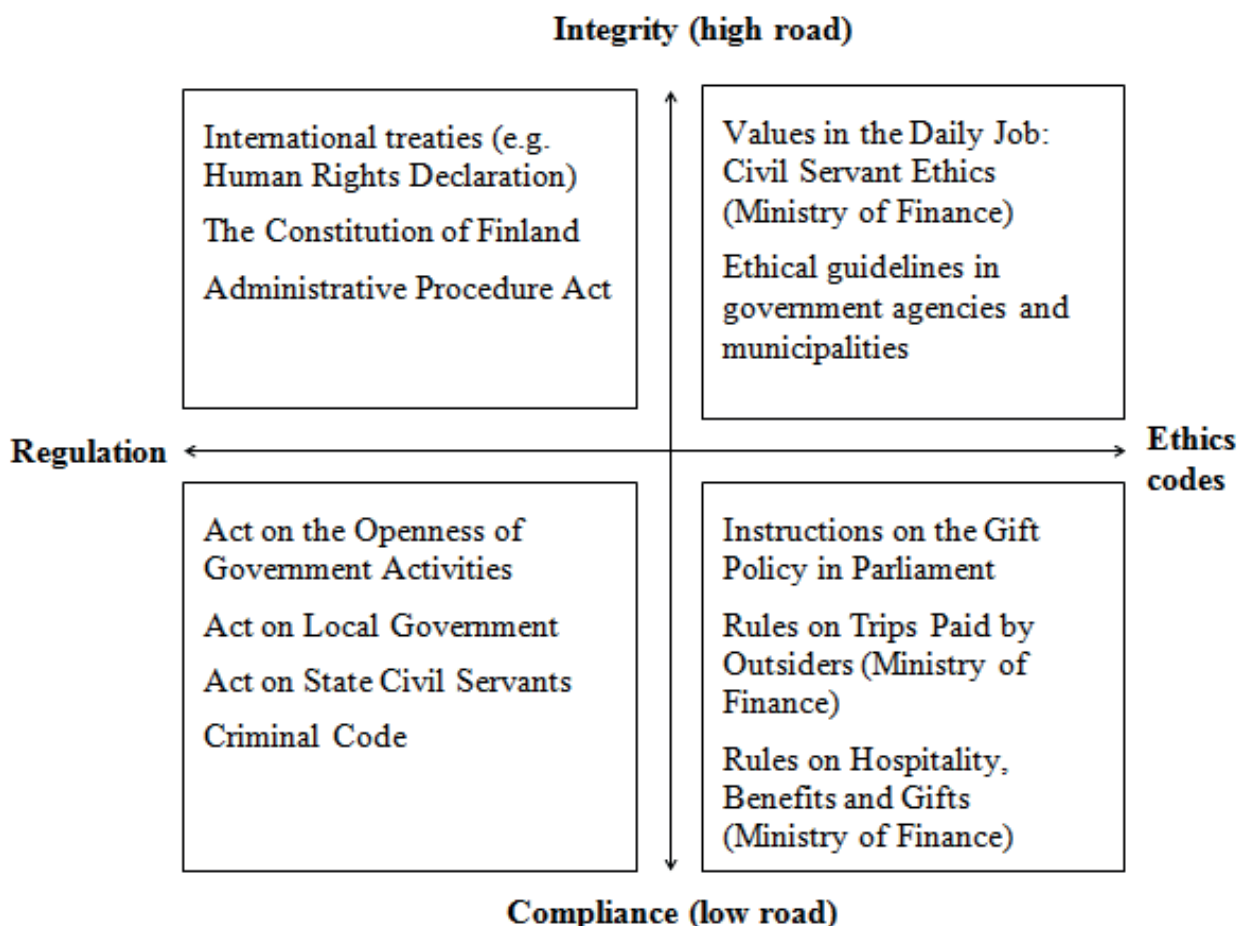 Integrity (high road)
International treaties (e.g.
Human Rights Declaration)
The Constitution of Finland
Administrative Procedure Act
Values in the Daily Job:
Civil Servant Ethics
(Ministry of Finance)
Ethical guidelines in
government agencies and
municipalities
Regulation
Ethics
codes
Act on the Openness of
Government Activities
Act on Local Government
Act on State Civil Servants
Criminal Code
Instructions on the Gift
Policy in Parliament
Rules on Trips Paid by
Outsiders (Ministry of
Finance)
Rules on Hospitality,
Benefits and Gifts
(Ministry of Finance)
Compliance (low road)